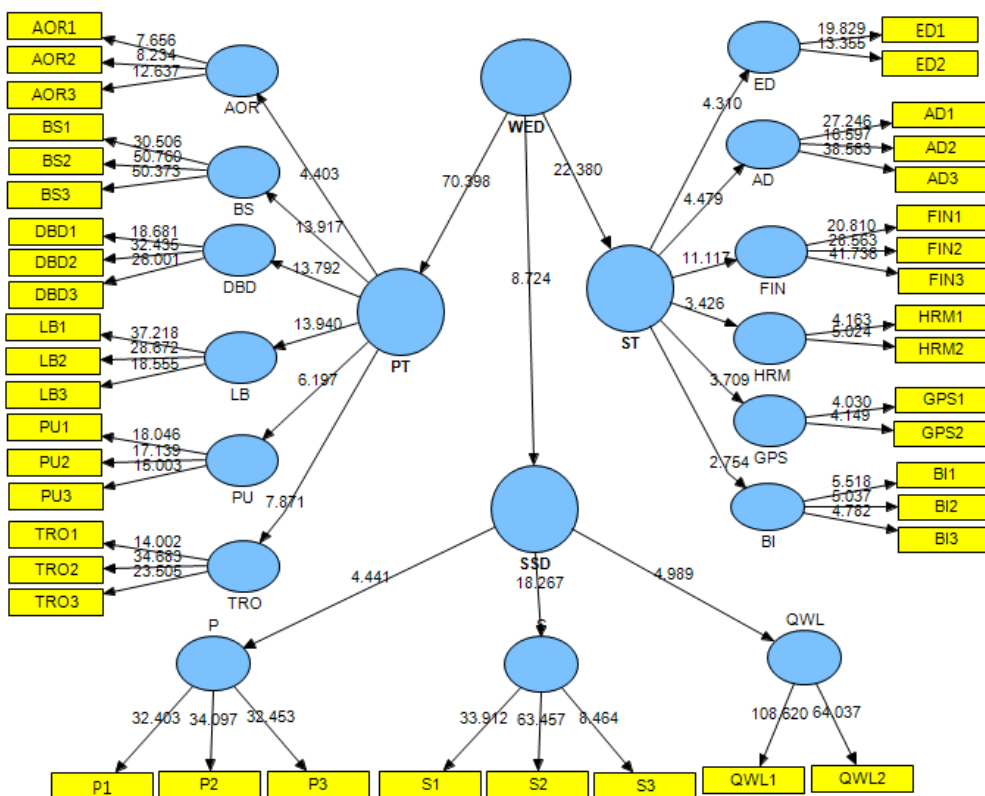 AOR1
AOR2
AOR3
7.656
8.234
12.637
AOR
BS1
BS2
BS3
30.506
50.760
50.373
BS
DBD1
DBD2
DBD3
18.681
32.435
26.001
DBD
LB1
LB2
LB3
37.218
28.672
18.555
LB
PU1
PU2
PU3
18.046
17.139
15.003
PU
TRO1
TRO2
TRO3
14.002
34.683
23.505
TRO
4.403
13.917
13.792
13.940
6.197
7.871
PT
WED
70.398
22.380
8.724
ST
4.310
4.479
11.117
3.426
3.709
2.754
ED
19.829
13.355
ED1
ED2
AD
27.246
16.597
38.563
AD1
AD2
AD3
FIN
20.810
28.563
41.736
FIN1
FIN2
FIN3
HRM
4.163
5.024
HRM1
HRM2
GPS
4.030
4.149
GPS1
GPS2
BI
5.518
5.037
4.782
BI1
BI2
BI3
SSD
4.441
18.267
4.989
P
32.403
34.097
32.453
P1
P2
P3
S
33.912
63.457
8.464
S1
S2
S3
QWL
108.620
64.037
QWL1
QWL2